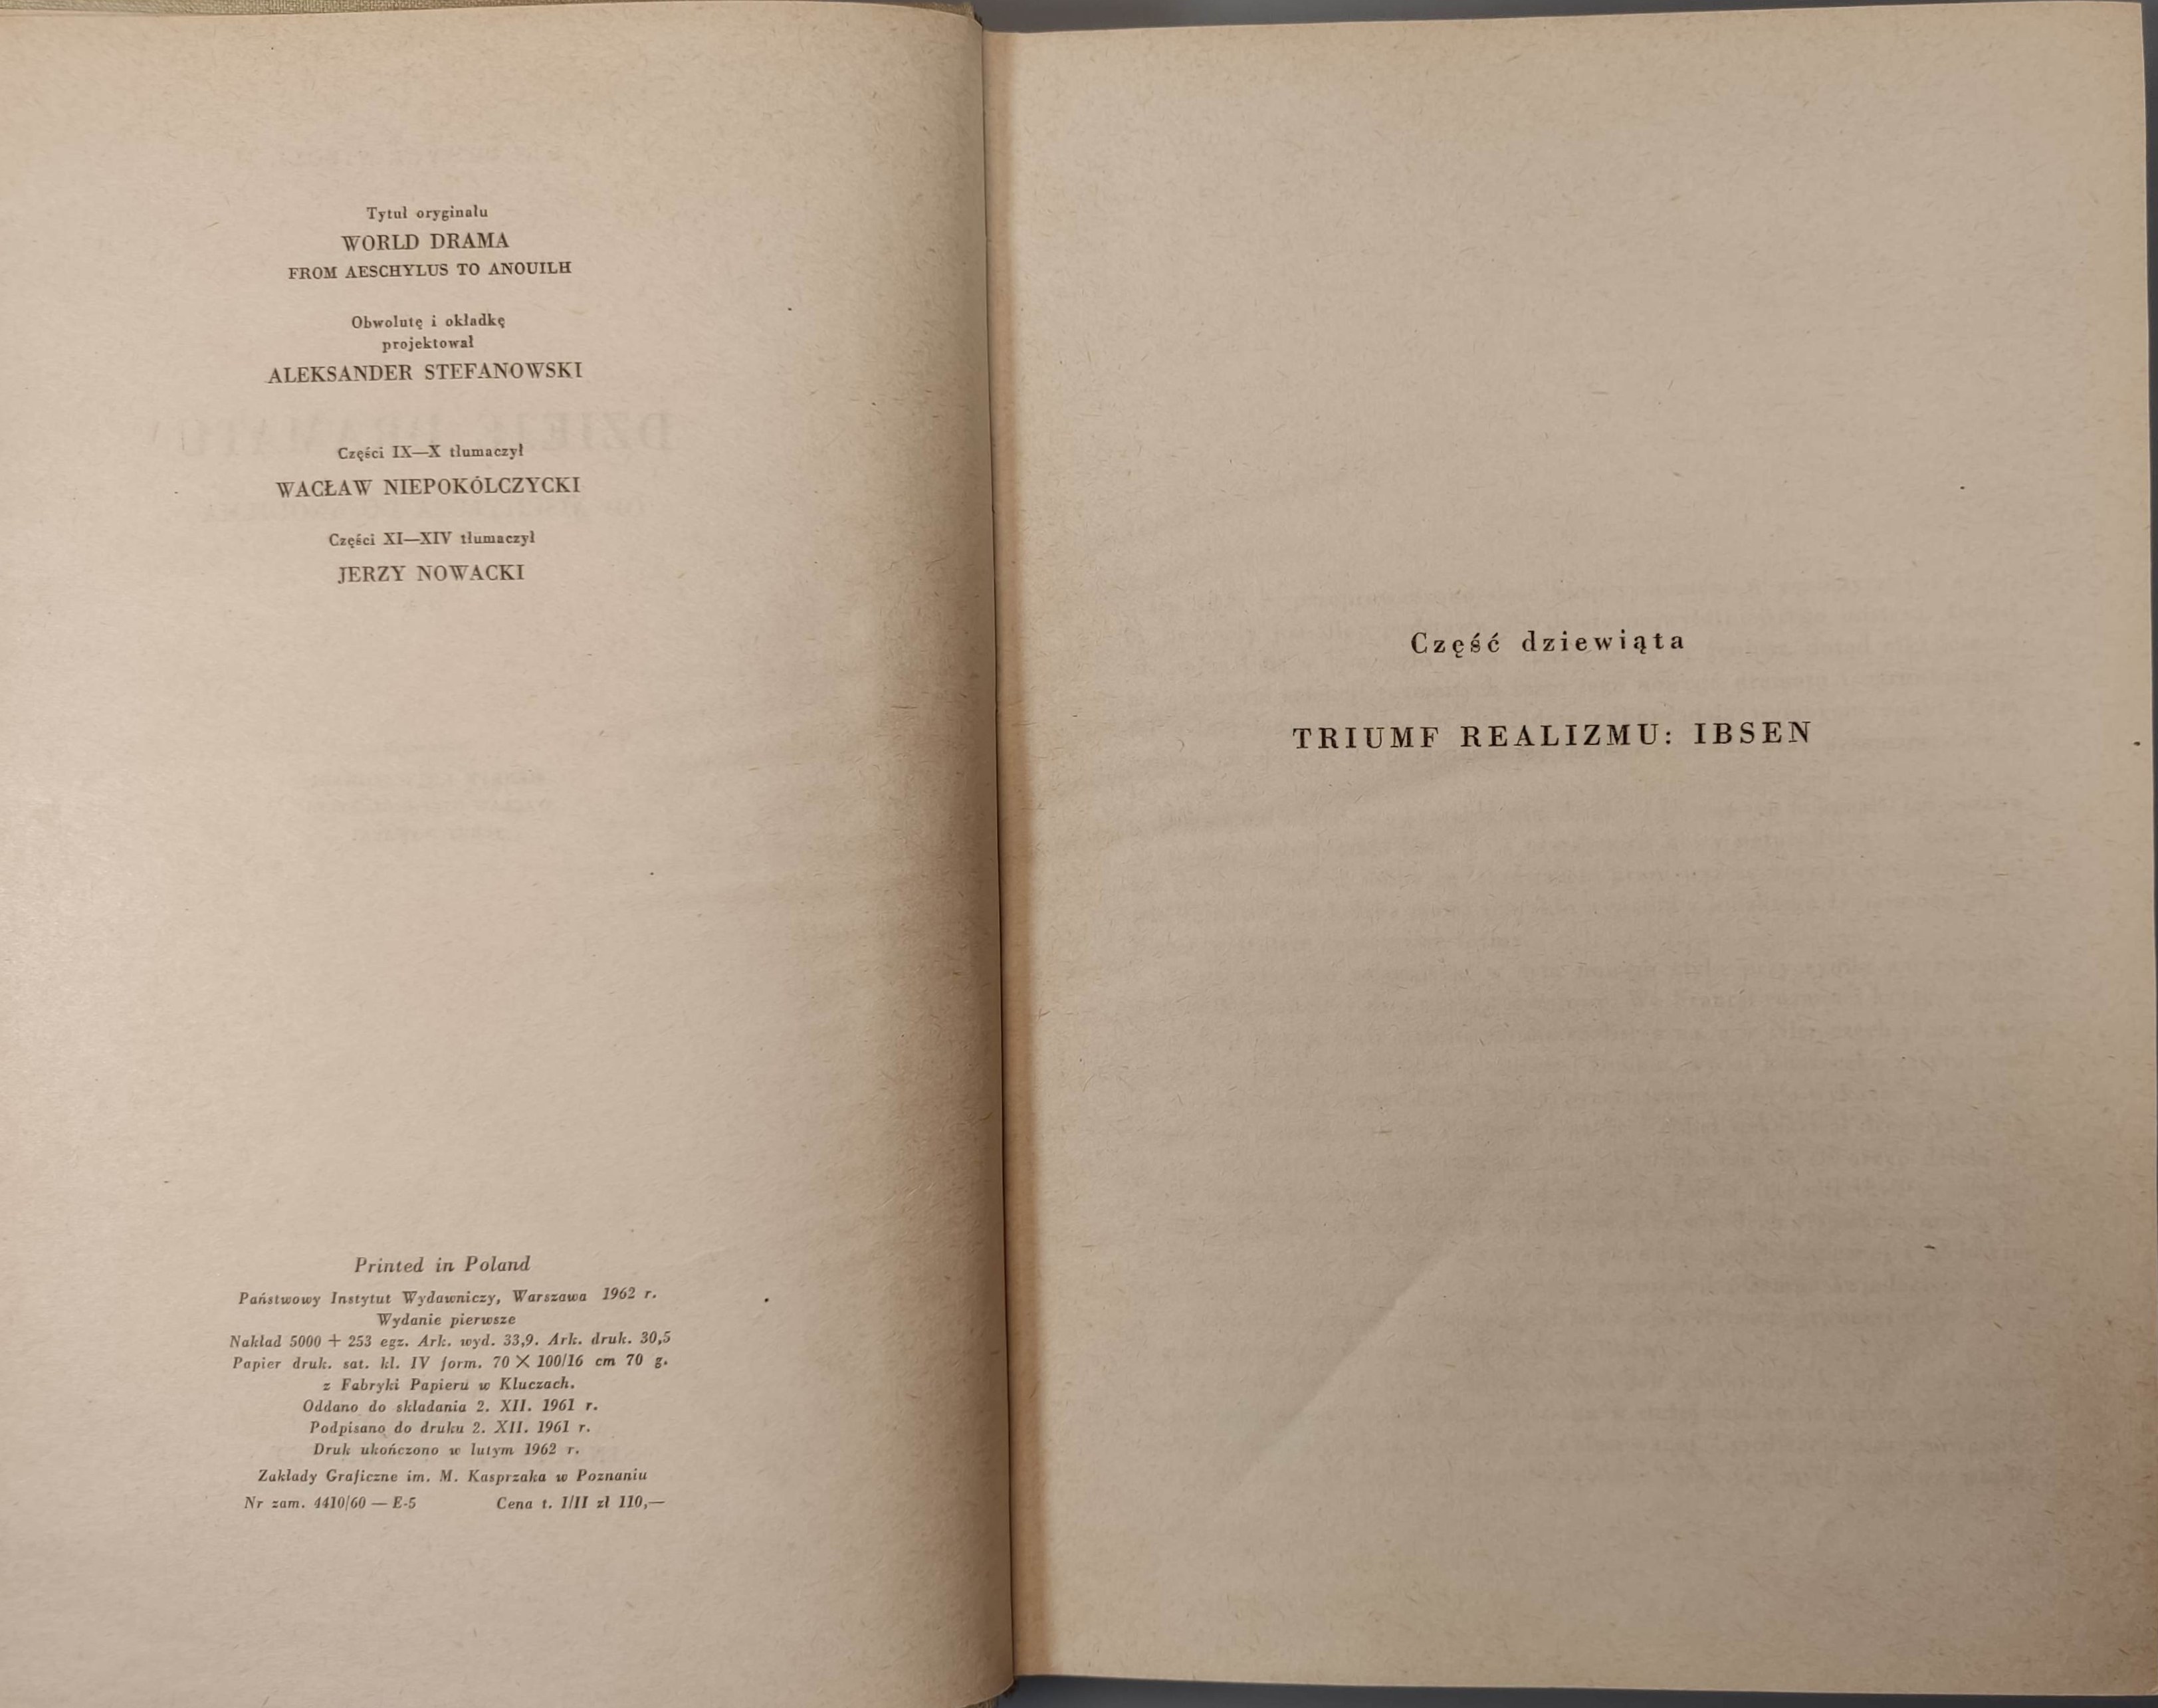 Tytuł oryginału
WORLD DRAMA
FROM AESCHYLUS TO ANOUILH
Obwolutę i okładkę
projektował
ALEKSANDER STEFANOWSKI
Części IX—X tłumaczył
WACŁAW NIEPOKÓLCZYCKI
Części XI—XIV tłumaczył
JERZY NOWACKI
Printed in Poland
Państwowy Instytut Wydawniczy, Warszawa 1962 r.
Wydanie pierwsze
Nakład 5000 + 253 egz. Ark. wyd. 33,9. Ark. druk. 30,5
Papier druk. sat. kl. IV form. 70 X 100/16 cm 70 g.
z Fabryki Papieru w Kluczach.
Oddano do składania 2. XII. 1961 r.
Podpisano do druku 2. XII. 1961 r.
Druk ukończono w lutym 1962 r.
Zakłady Graficzne im. M. Kasprzaka w Poznaniu
Nr zam. 4410/60 — E-5 Cena t. I/II zł 110,—
Część dziewiąta
TRIUMF REALIZMU: IBSEN